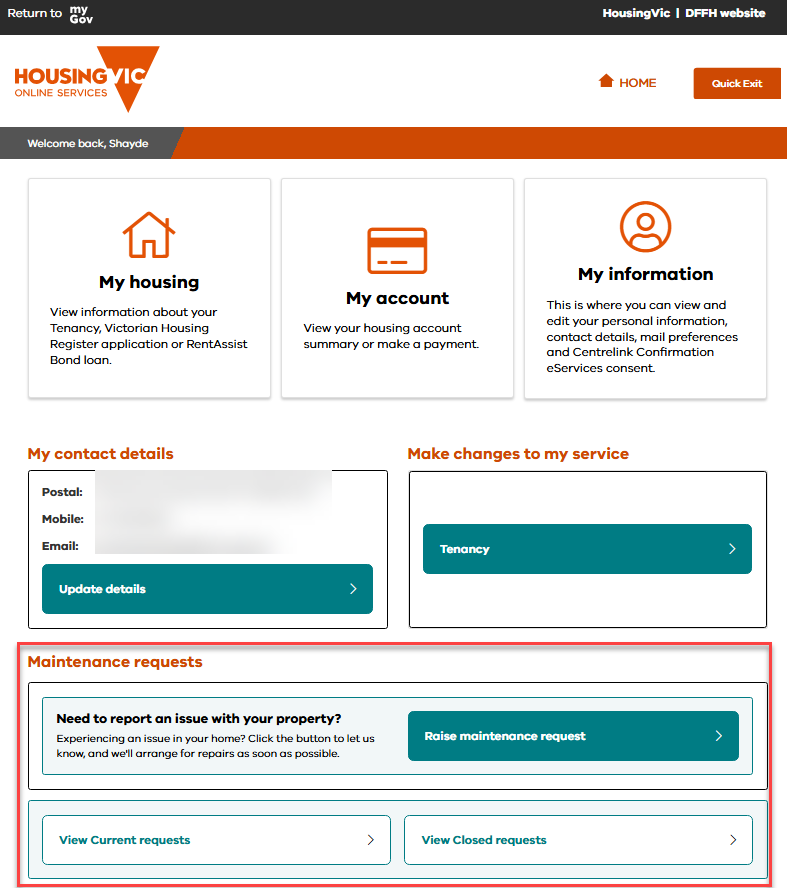 Return to my Gov
HousingVic | DFFH website
HOUSINGVIC
ONLINE SERVICES
HOME
Quick Exit
Welcome back, Shayde
My housing
View information about your
Tenancy, Victorian Housing
Register application or RentAssist
Bond loan.
My account
View your housing account
summary or make a payment.
My information
This is where you can view and
edit your personal information,
contact details, mail preferences
and Centrelink Confirmation
eServices consent.
My contact details
Postal:
Mobile:
Email:
Update details
Make changes to my service
Tenancy
Maintenance requests
Need to report an issue with your property?
Experiencing an issue in your home? Click the button to let us
know, and we'll arrange for repairs as soon as possible.
Raise maintenance request
View Current requests
View Closed requests